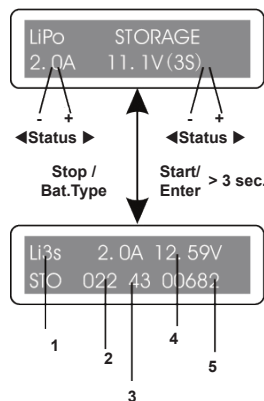 LiPo STORAGE
2.0A 11.1V(3S)
- + - +
◀Status ▶ ◀Status ▶
Stop / Start/
Bat.Type Enter > 3 sec.
Li3s 2.0A 12.59V
STO 022 43 00682
1 2 3 4 5